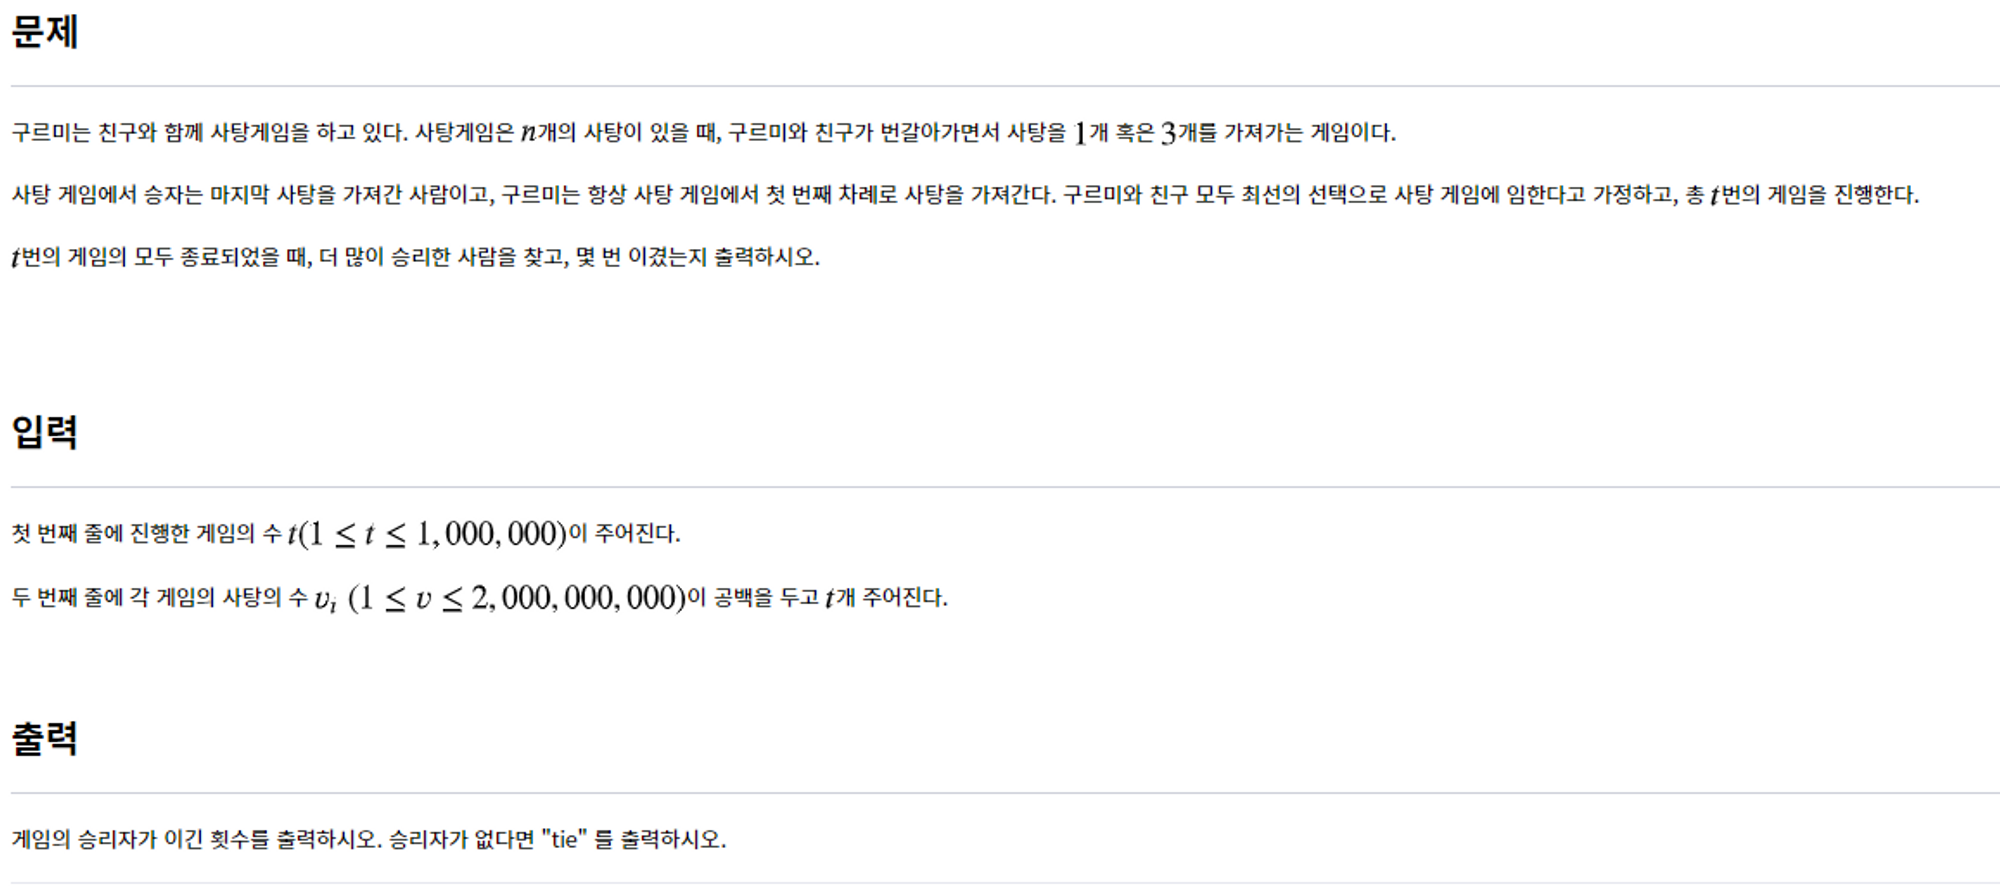 문제
구르미는 친구와 함께 사탕게임을 하고 있다. 사탕게임은 n개의 사탕이 있을 때, 구르미와 친구가 번갈아가면서 사탕을 1개 혹은 3개를 가져가는 게임이다.
사탕 게임에서 승자는 마지막 사탕을 가져간 사람이고, 구르미는 항상 사탕 게임에서 첫 번째 차례로 사탕을 가져간다. 구르미와 친구 모두 최선의 선택으로 사탕 게임에 임한다고 가정하고, 총 t번의 게임을 진행한다.
t번의 게임의 모두 종료되었을 때, 더 많이 승리한 사람을 찾고, 몇 번 이겼는지 출력하시오.
입력
첫 번째 줄에 진행한 게임의 수 t(1 ≤ t ≤ 1,000,000)이 주어진다.
두 번째 줄에 각 게임의 사탕의 수 vᵢ (1 ≤ v ≤ 2,000,000,000)이 공백을 두고 t개 주어진다.
출력
게임의 승리자가 이긴 횟수를 출력하시오. 승리자가 없다면 "tie" 를 출력하시오.